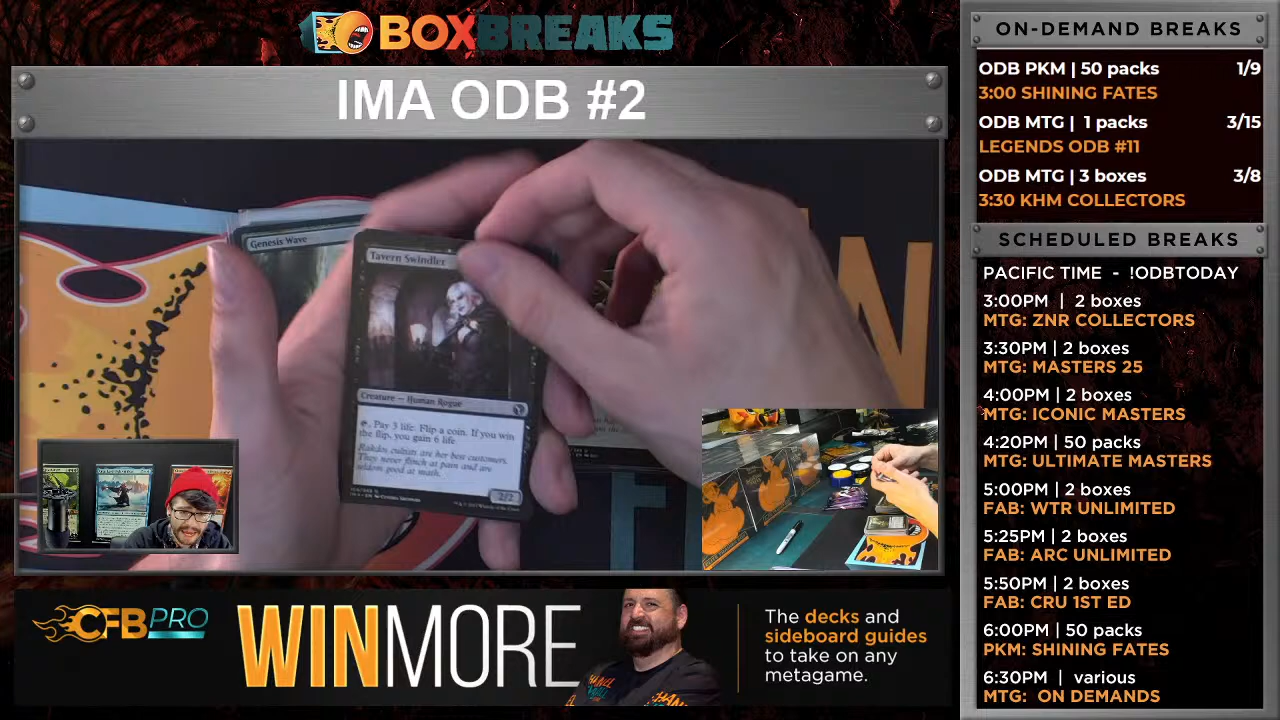 BOXBREAKS
IMA ODB #2
Genesis Wave
Tavern Swindler
Creature — Human Rogue
, Pay 3 life: Flip a coin. If you win
the flip, you gain 6 life.
Rakdos cultists are her best customers.
They never flinch at pain and are
seldom good at math.
2/2
CFB PRO
WINMORE
The decks and
sideboard guides
to take on any
metagame.
ON-DEMAND BREAKS
ODB PKM | 50 packs 1/9
3:00 SHINING FATES
ODB MTG | 1 packs 3/15
LEGENDS ODB #11
ODB MTG | 3 boxes 3/8
3:30 KHM COLLECTORS
SCHEDULED BREAKS
PACIFIC TIME - !ODBTODAY
3:00PM | 2 boxes
MTG: ZNR COLLECTORS
3:30PM | 2 boxes
MTG: MASTERS 25
4:00PM | 2 boxes
MTG: ICONIC MASTERS
4:20PM | 50 packs
MTG: ULTIMATE MASTERS
5:00PM | 2 boxes
FAB: WTR UNLIMITED
5:25PM | 2 boxes
FAB: ARC UNLIMITED
5:50PM | 2 boxes
FAB: CRU 1ST ED
6:00PM | 50 packs
PKM: SHINING FATES
6:30PM | various
MTG: ON DEMANDS